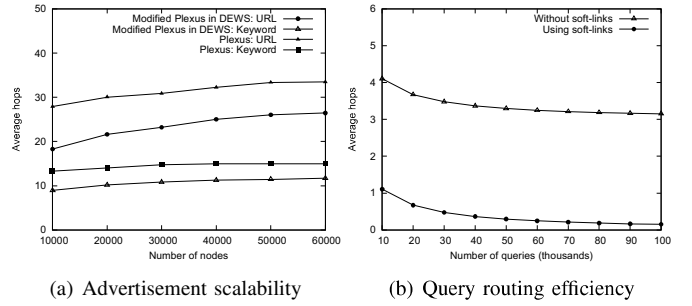 50
40
30
20
10
0
10000 20000 30000 40000 50000 60000
Average hops
Number of nodes
Modified Plexus in DEWS: URL
Modified Plexus in DEWS: Keyword
Plexus: URL
Plexus: Keyword
(a) Advertisement scalability
6
5
4
3
2
1
0
10 20 30 40 50 60 70 80 90 100
Average hops
Number of queries (thousands)
Without soft-links
Using soft-links
(b) Query routing efficiency